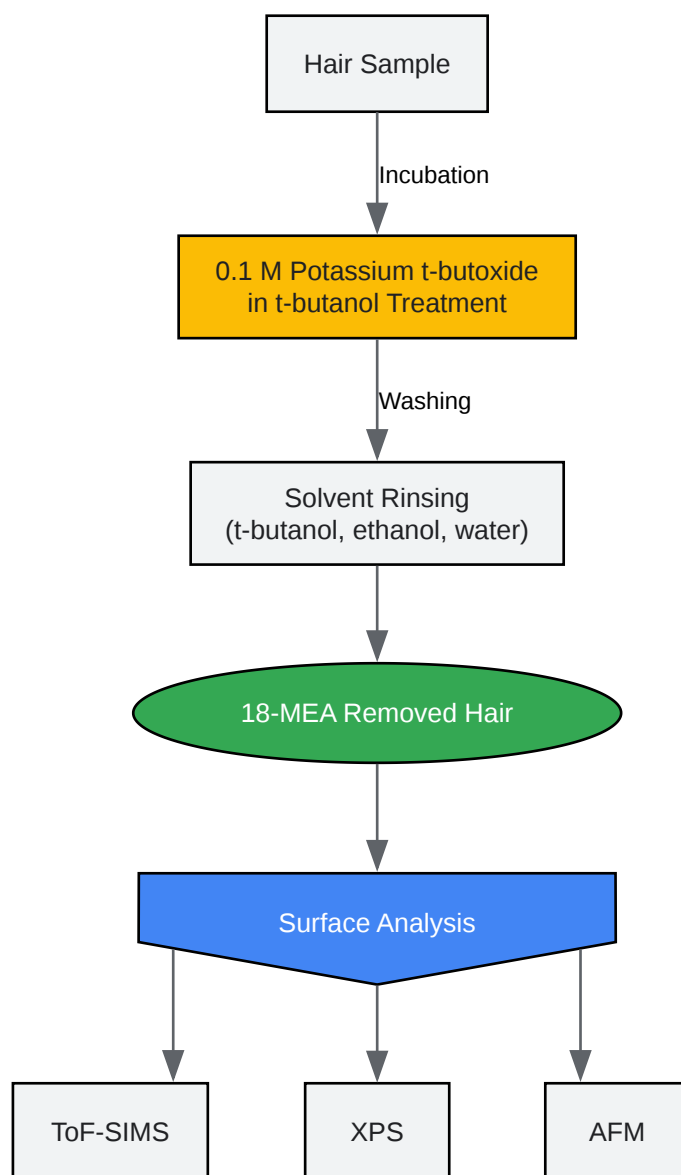 Hair Sample
Incubation
0.1 M Potassium t-butoxide
in t-butanol Treatment
Washing
Solvent Rinsing
(t-butanol, ethanol, water)
18-MEA Removed Hair
Surface Analysis
ToF-SIMS
XPS
AFM